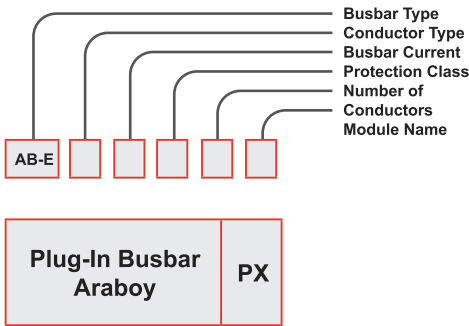 Busbar Type
Conductor Type
Busbar Current
Protection Class
Number of
Conductors
Module Name
AB-E
Plug-In Busbar
Araboy
PX